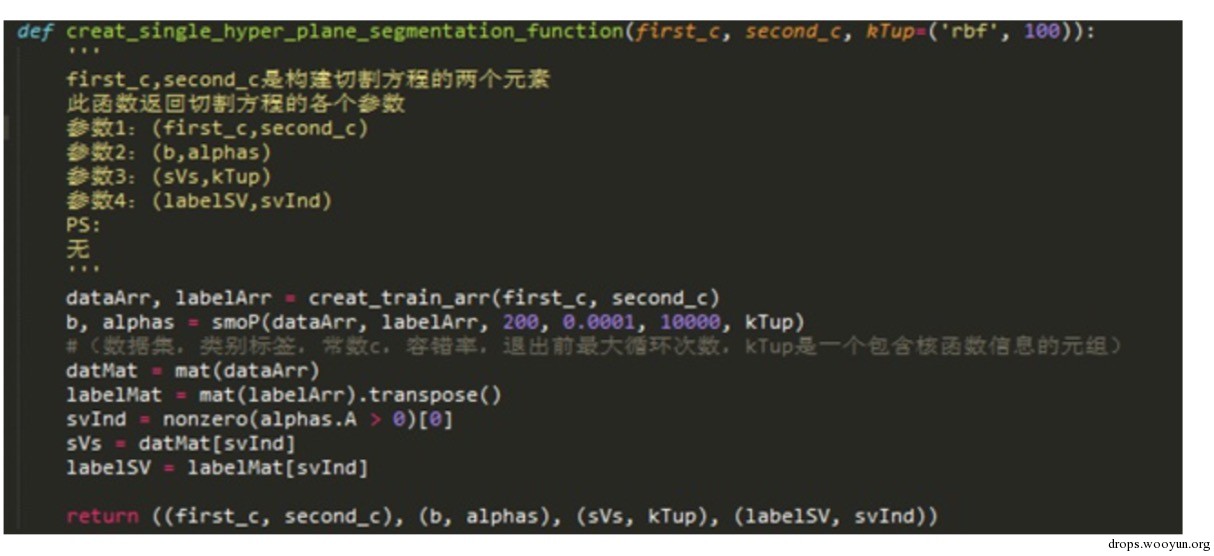 def creat_single_hyper_plane_segmentation_function(first_c, second_c, kTup=('rbf', 100)):
'''
first_c,second_c是构建切割方程的两个元素
此函数返回切割方程的各个参数
参数1: (first_c,second_c)
参数2: (b,alphas)
参数3: (sVs,kTup)
参数4: (labelSV,svInd)
PS:
无
'''
dataArr, labelArr = creat_train_arr(first_c, second_c)
b, alphas = smoP(dataArr, labelArr, 200, 0.0001, 10000, kTup)
#（数据集，类别标签，常数c，容错率，退出前最大循环次数，kTup是一个包含核函数信息的元组）
datMat = mat(dataArr)
labelMat = mat(labelArr).transpose()
svInd = nonzero(alphas.A > 0)[0]
sVs = datMat[svInd]
labelSV = labelMat[svInd]
return ((first_c, second_c), (b, alphas), (sVs, kTup), (labelSV, svInd))
drops.wooyun.org